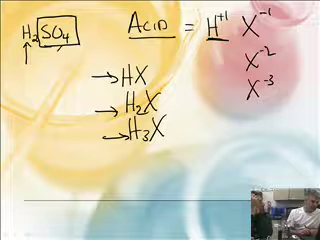 H₂SO₄
ACID = H⁺¹ X⁻¹
X⁻²
X⁻³
→HX
→H₂X
→H₃X